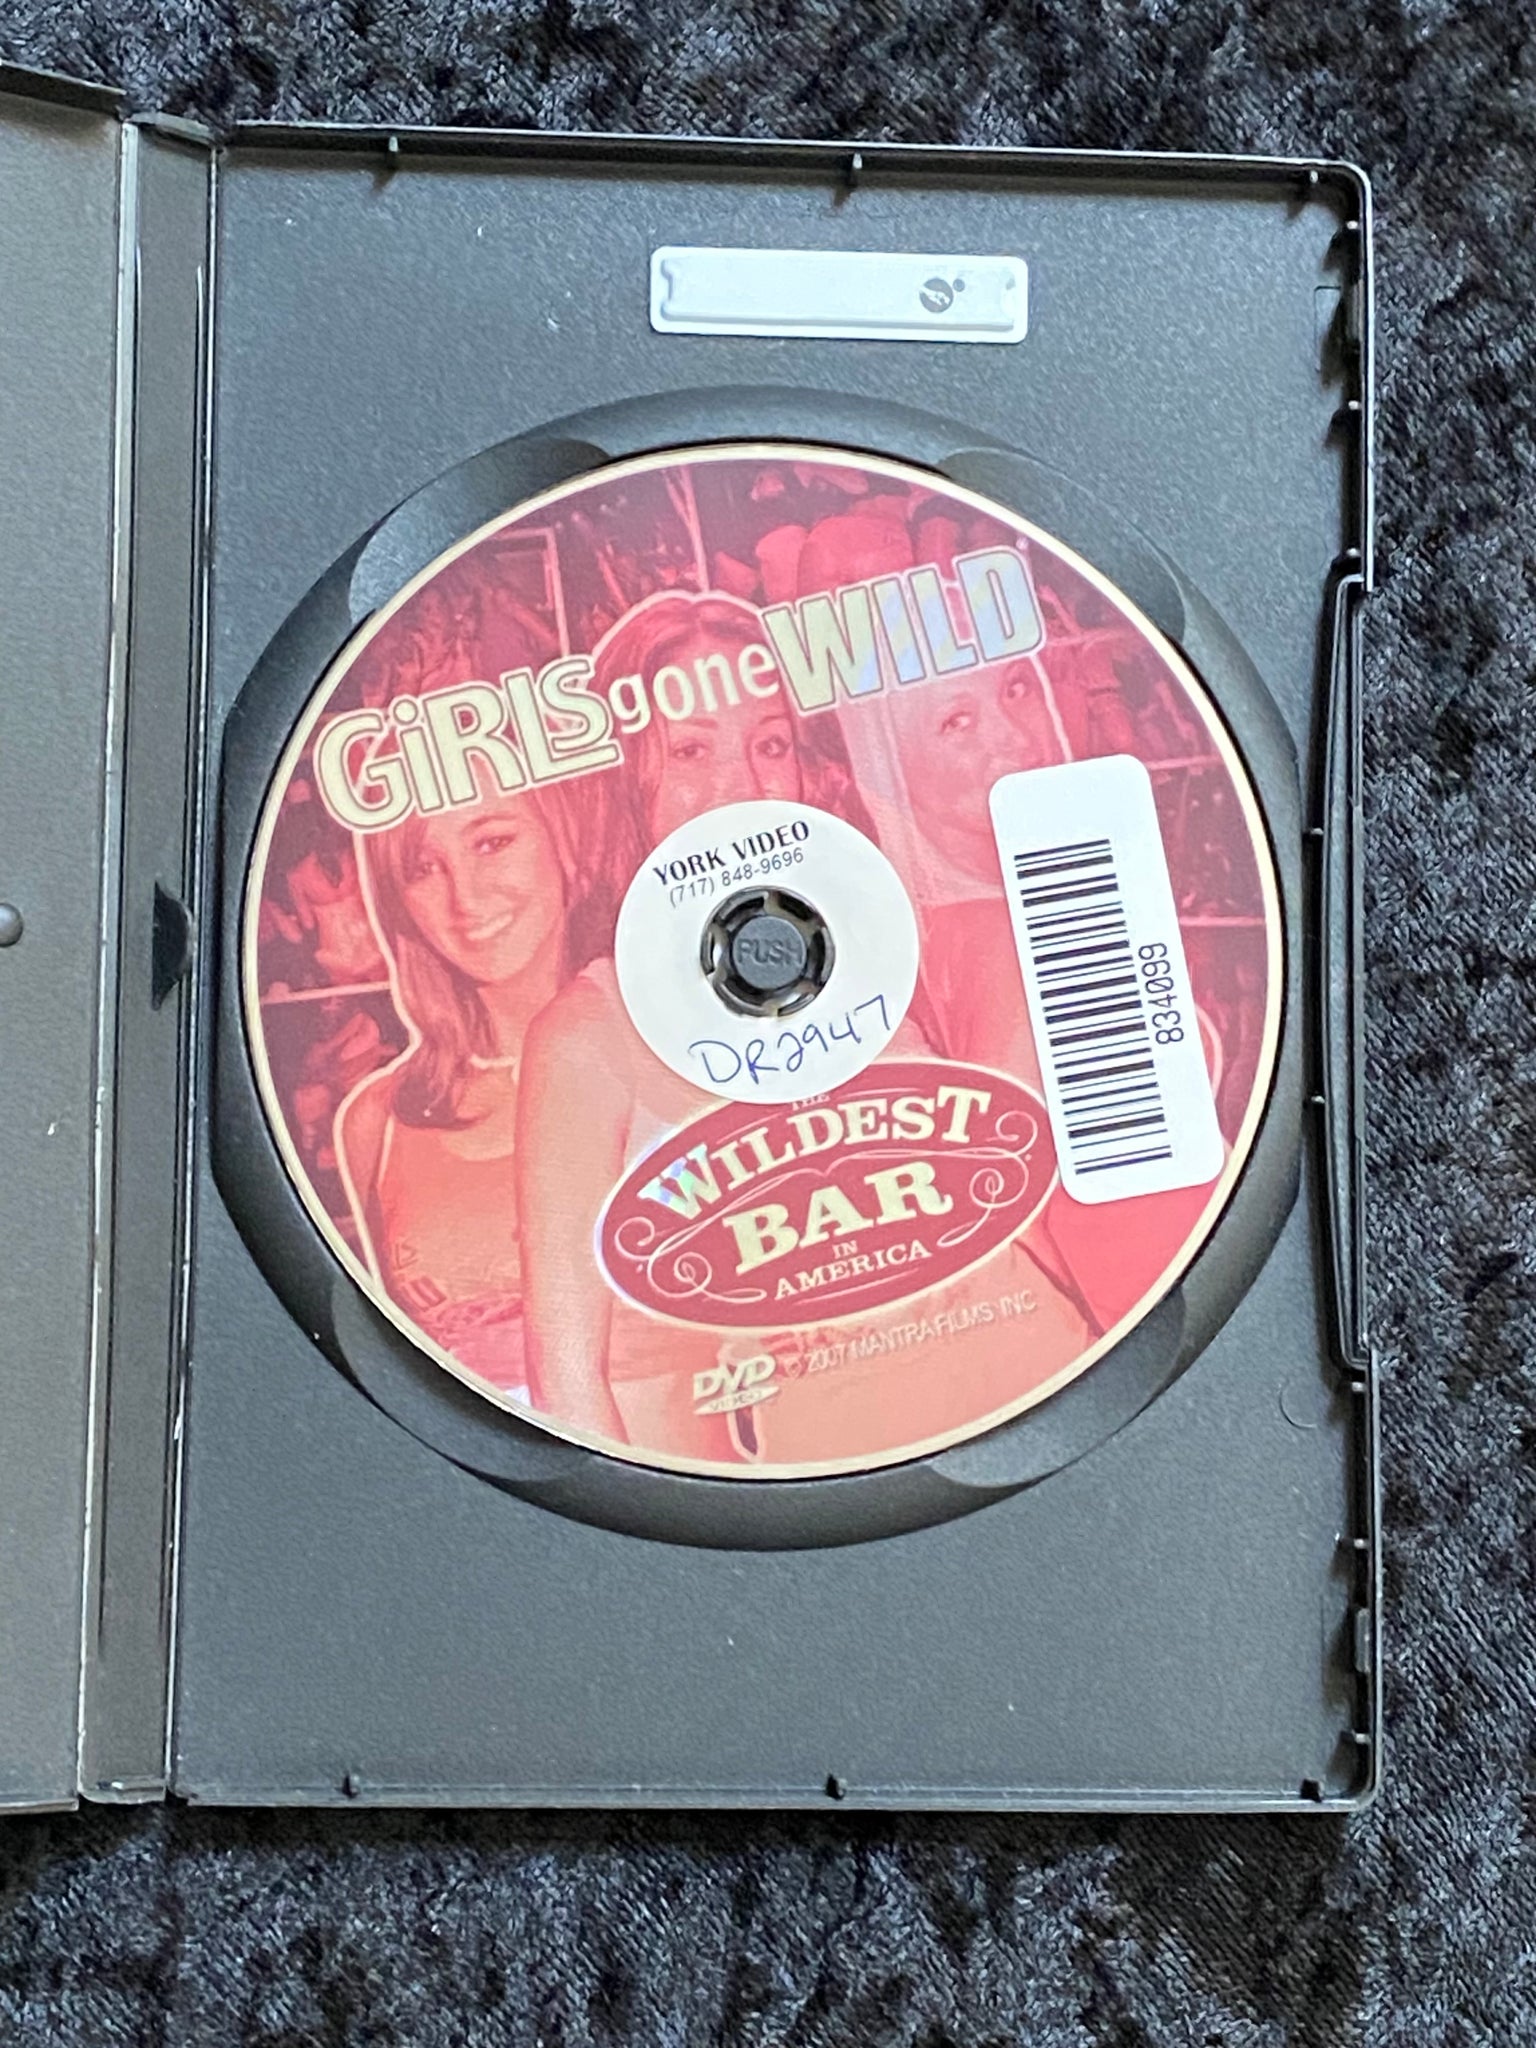 GiRLS gone WILD
YORK VIDEO
(717) 848-9696
PUSH
DR2947
834099
THE
WILDEST
BAR
IN
AMERICA
DVD
VIDEO
© 2007 MANTRA FILMS, INC